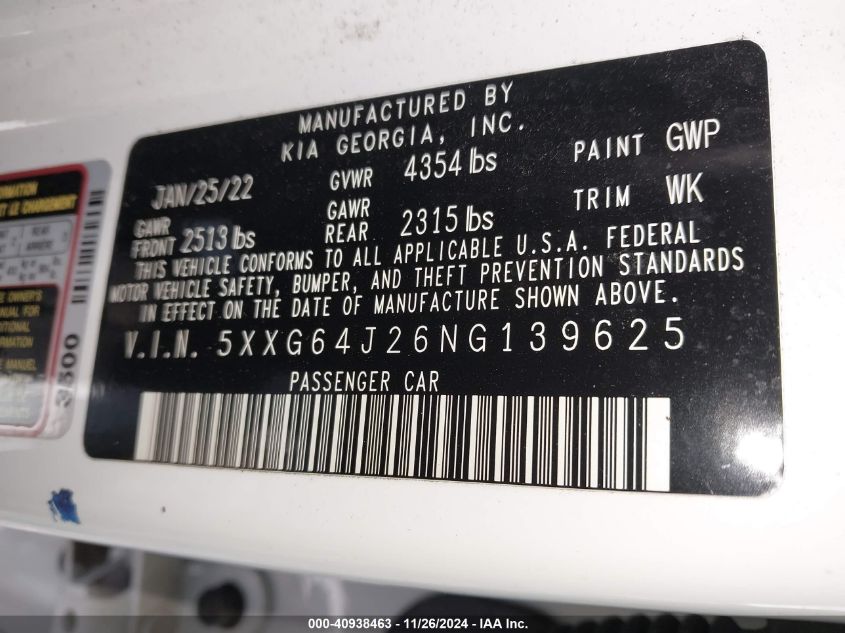 MANUFACTURED BY
KIA GEORGIA, INC.
JAN/25/22 GVWR 4354 lbs PAINT GWP
GAWR FRONT 2513 lbs GAWR REAR 2315 lbs TRIM WK
THIS VEHICLE CONFORMS TO ALL APPLICABLE U.S.A. FEDERAL
MOTOR VEHICLE SAFETY, BUMPER, AND THEFT PREVENTION STANDARDS
IN EFFECT ON THE DATE OF MANUFACTURE SHOWN ABOVE.
V.I.N. 5XXG64J26NG139625
PASSENGER CAR
3500
000-40938463 - 11/26/2024 - IAA Inc.